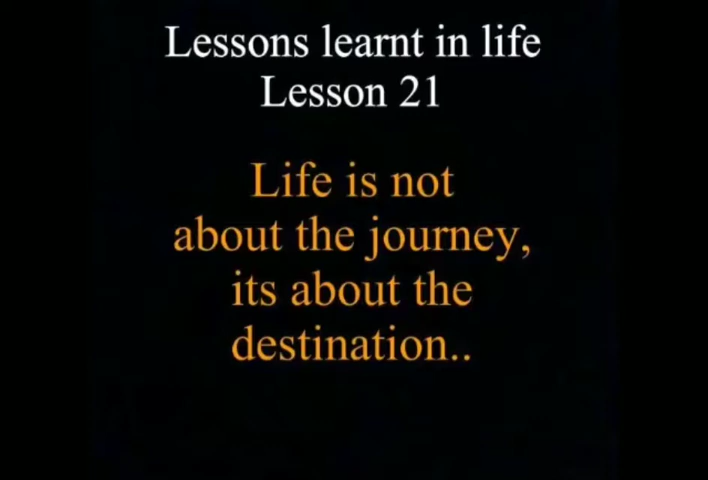 Lessons learnt in life
Lesson 21
Life is not
about the journey,
its about the
destination..